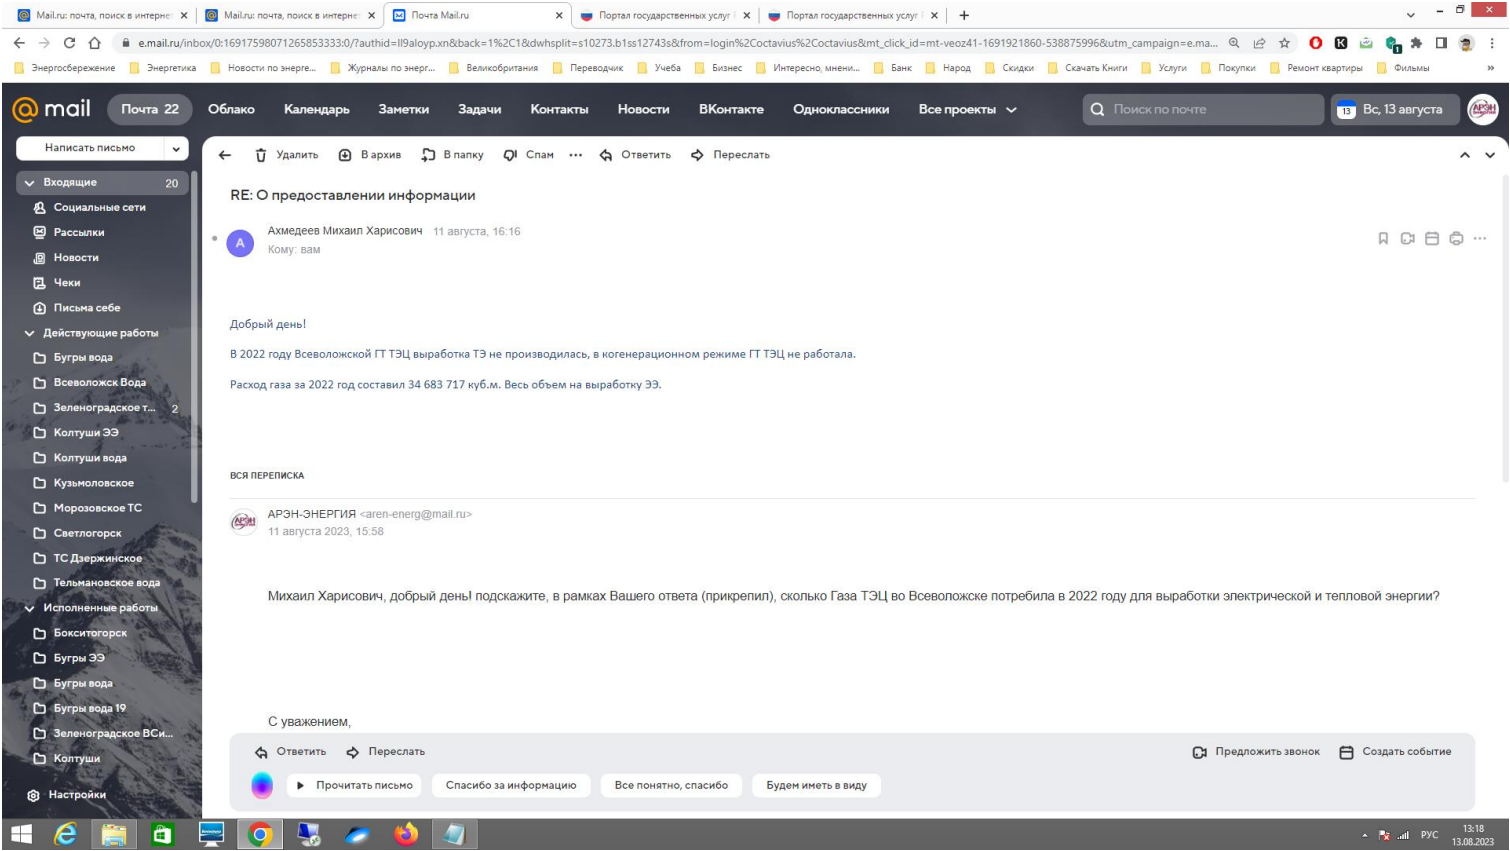 Mail.ru: почта, поиск в интернет
Mail.ru: почта, поиск в интернет
Почта Mail.ru
Портал государственных услуг
Портал государственных услуг
e.mail.ru/inbox/0:16917598071265853333:0/?authid=ll9aloyp.xn&back=1%2C1&dwhsplit=s10273.b1ss12743s&from=login%2Coctavius%2Coctavius&mt_click_id=mt-veoz41-1691921860-538875996&utm_campaign=e.ma...
Энергосбережение Энергетика Новости по энерге... Журналы по энерг... Великобритания Переводчик Учеба Бизнес Интересно, мнени... Банк Народ Скидки Скачать Книги Услуги Покупки Ремонт квартиры Фильмы »
@ mail Почта 22 Облако Календарь Заметки Задачи Контакты Новости ВКонтакте Одноклассники Все проекты Поиск по почте 13 Вс, 13 августа АРЭН
Написать письмо
Удалить В архив В папку Спам ... Ответить Переслать
Входящие 20
Социальные сети
Рассылки
Новости
Чеки
Письма себе
Действующие работы
Бугры вода
Всеволожск Вода
Зеленоградское т... 2
Колтуши ЭЭ
Колтуши вода
Кузьмоловское
Морозовское ТС
Светлогорск
ТС Дзержинское
Тельмановское вода
Исполненные работы
Бокситогорск
Бугры ЭЭ
Бугры вода
Бугры вода 19
Зеленоградское ВСи...
Колтуши
Настройки
RE: О предоставлении информации
А
Ахмедеев Михаил Харисович 11 августа, 16:16
Кому: вам
Добрый день!
В 2022 году Всеволожской ГТ ТЭЦ выработка ТЭ не производилась, в когенерационном режиме ГТ ТЭЦ не работала.
Расход газа за 2022 год составил 34 683 717 куб.м. Весь объем на выработку ЭЭ.
ВСЯ ПЕРЕПИСКА
АРЭН
АРЭН-ЭНЕРГИЯ <aren-energ@mail.ru>
11 августа 2023, 15:58
Михаил Харисович, добрый день! подскажите, в рамках Вашего ответа (прикрепил), сколько Газа ТЭЦ во Всеволожске потребила в 2022 году для выработки электрической и тепловой энергии?
С уважением,
Ответить Переслать Предложить звонок Создать событие
Прочитать письмо Спасибо за информацию Все понятно, спасибо Будем иметь в виду
РУС
13:18
13.08.2023